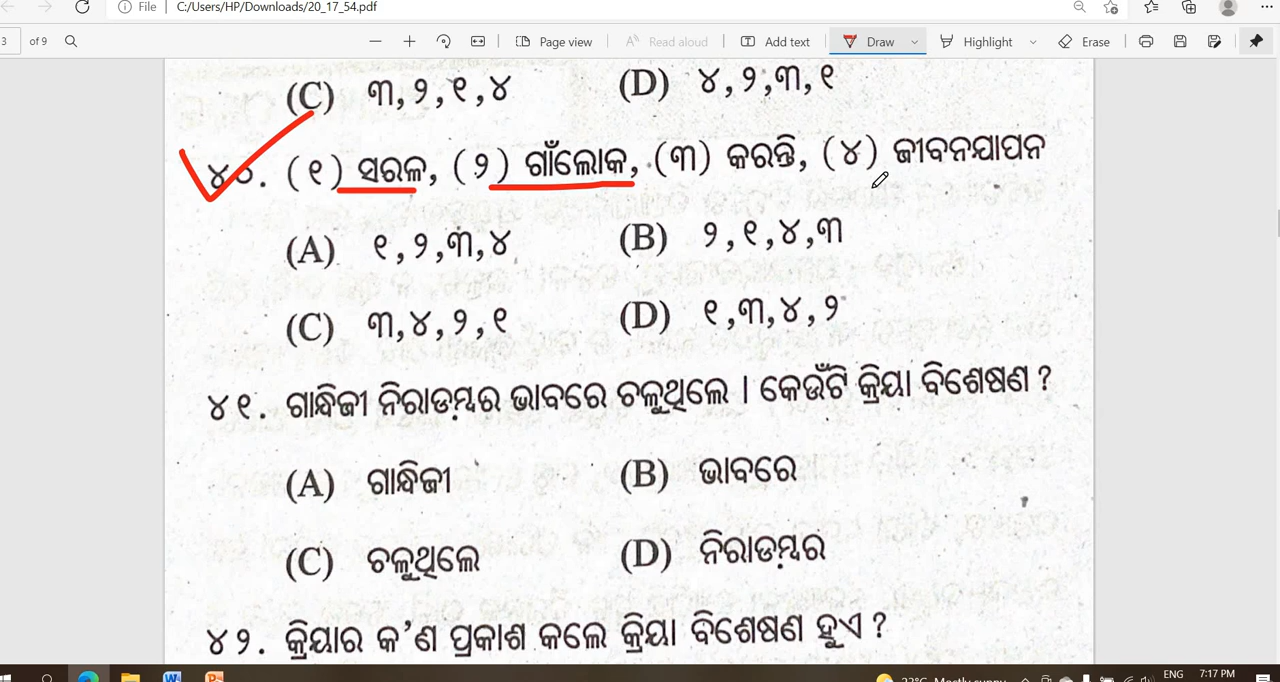 File C:/Users/HP/Downloads/20_17_54.pdf
3 of 9 Page view Read aloud Add text Draw Highlight Erase
(C) ୩, ୨, ୧, ୪ (D) ୪, ୨, ୩, ୧
୪୦. (୧) ସରଳ, (୨) ଗାଁଲୋକ, (୩) କରନ୍ତି, (୪) ଜୀବନଯାପନ
(A) ୧, ୨, ୩, ୪ (B) ୨, ୧, ୪, ୩
(C) ୩, ୪, ୨, ୧ (D) ୧, ୩, ୪, ୨
୪୧. ଗାନ୍ଧିଜୀ ନିରାଡମ୍ବର ଭାବରେ ଚଳୁଥିଲେ । କେଉଁଟି କ୍ରିୟା ବିଶେଷଣ ?
(A) ଗାନ୍ଧିଜୀ (B) ଭାବରେ
(C) ଚଳୁଥିଲେ (D) ନିରାଡମ୍ବର
୪୨. କ୍ରିୟାର କ'ଣ ପ୍ରକାଶ କଲେ କ୍ରିୟା ବିଶେଷଣ ହୁଏ ?
ENG 7:17 PM